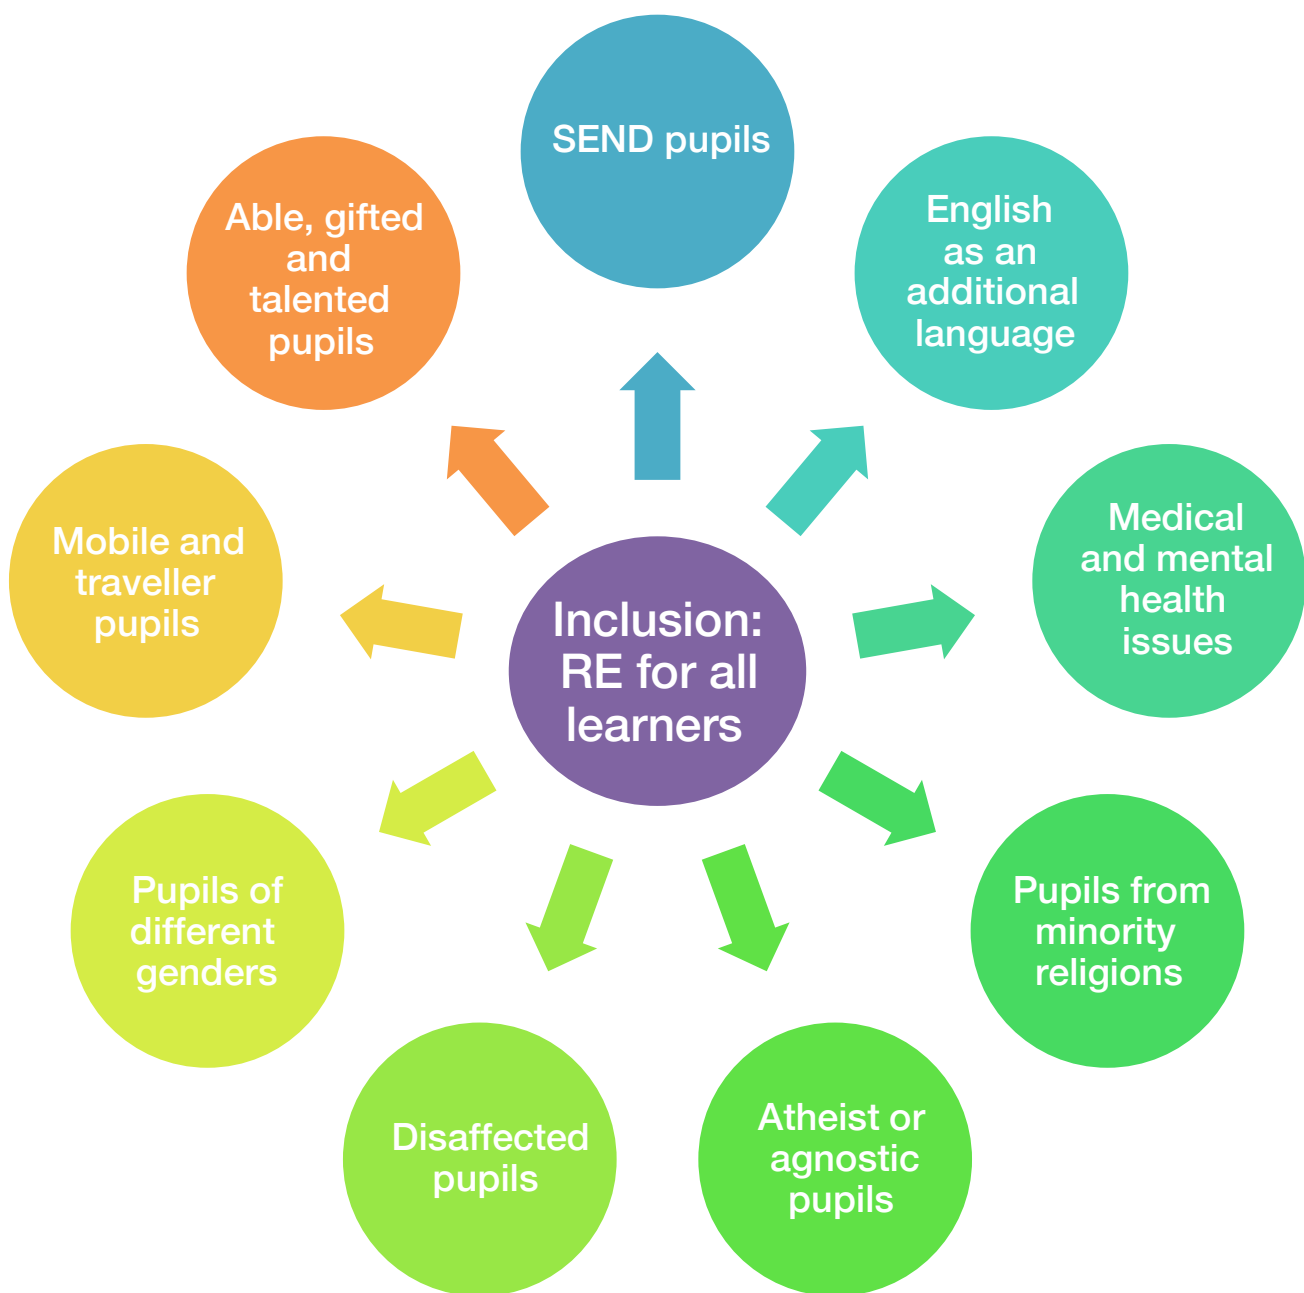 SEND pupils
English
as an
additional
language
Medical
and mental
health
issues
Pupils from
minority
religions
Atheist or
agnostic
pupils
Disaffected
pupils
Pupils of
different
genders
Mobile and
traveller
pupils
Able, gifted
and
talented
pupils
Inclusion:
RE for all
learners